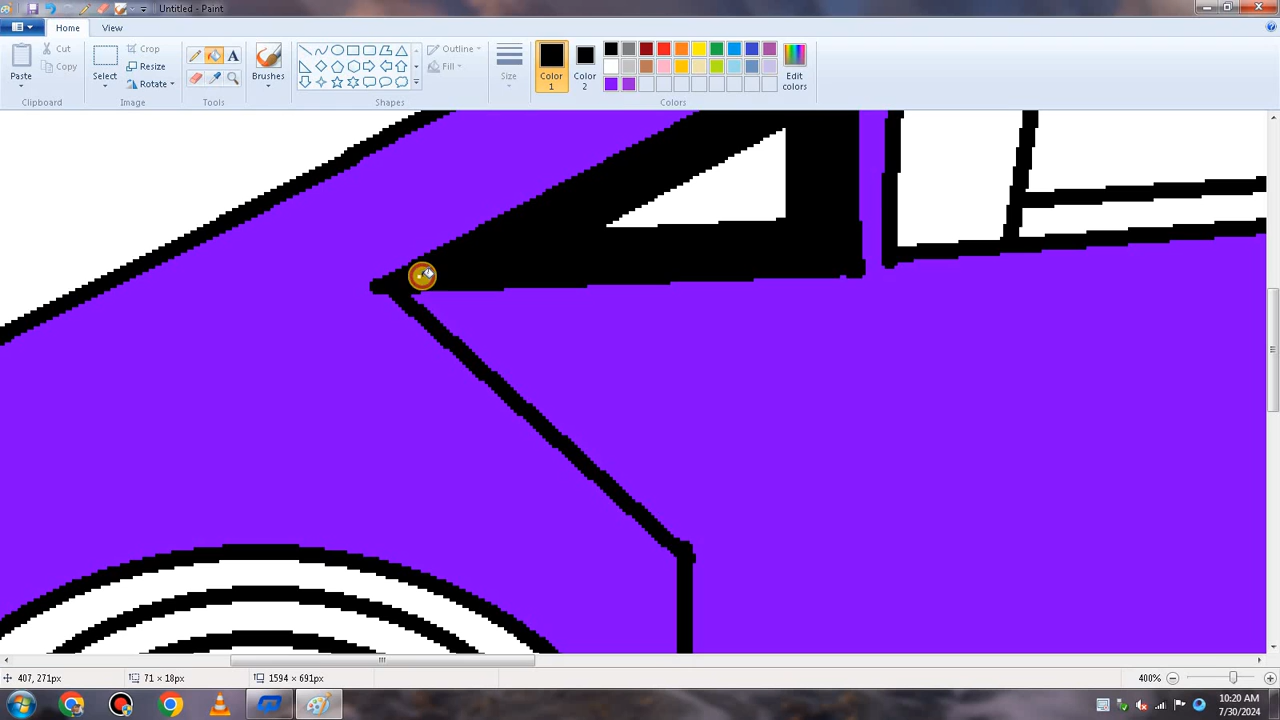 Untitled - Paint
Home
View
Cut
Copy
Paste
Clipboard
Crop
Resize
Rotate
Select
Image
A
Tools
Brushes
Outline
Fill
Shapes
Size
Color
1
Color
2
Edit
colors
Colors
407, 271px
71 × 18px
1594 × 691px
400%
10:20 AM
7/30/2024